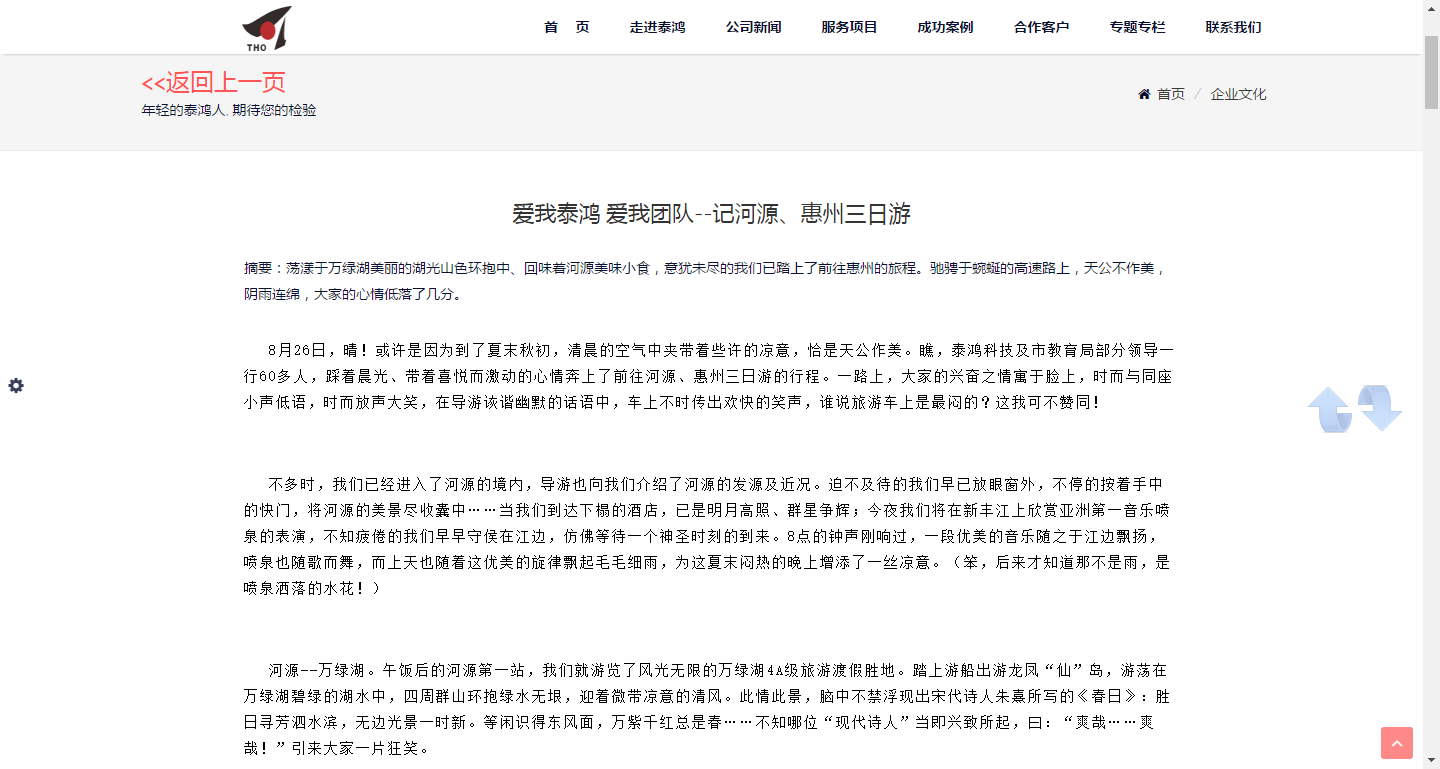 THO
首 页 走进泰鸿 公司新闻 服务项目 成功案例 合作客户 专题专栏 联系我们
<<返回上一页
年轻的泰鸿人. 期待您的检验
首页 / 企业文化
爱我泰鸿 爱我团队--记河源、惠州三日游
摘要：荡漾于万绿湖美丽的湖光山色环抱中、回味着河源美味小食，意犹未尽的我们已踏上了前往惠州的旅程。驰骋于蜿蜒的高速路上，天公不作美，
阴雨连绵，大家的心情低落了几分。
8月26日，晴！或许是因为到了夏末秋初，清晨的空气中夹带着些许的凉意，恰是天公作美。瞧，泰鸿科技及市教育局部分领导一
行60多人，踩着晨光、带着喜悦而激动的心情奔上了前往河源、惠州三日游的行程。一路上，大家的兴奋之情寓于脸上，时而与同座
小声低语，时而放声大笑，在导游诙谐幽默的话语中，车上不时传出欢快的笑声，谁说旅游车上是最闷的？这我可不赞同！
不多时，我们已经进入了河源的境内，导游也向我们介绍了河源的发源及近况。迫不及待的我们早已放眼窗外，不停的按着手中
的快门，将河源的美景尽收囊中……当我们到达下榻的酒店，已是明月高照、群星争辉；今夜我们将在新丰江上欣赏亚洲第一音乐喷
泉的表演，不知疲倦的我们早早守侯在江边，仿佛等待一个神圣时刻的到来。8点的钟声刚响过，一段优美的音乐随之于江边飘扬，
喷泉也随歌而舞，而上天也随着这优美的旋律飘起毛毛细雨，为这夏末闷热的晚上增添了一丝凉意。（笨，后来才知道那不是雨，是
喷泉洒落的水花！）
河源--万绿湖。午饭后的河源第一站，我们就游览了风光无限的万绿湖4A级旅游渡假胜地。踏上游船出游龙凤“仙”岛，游荡在
万绿湖碧绿的湖水中，四周群山环抱绿水无垠，迎着微带凉意的清风。此情此景，脑中不禁浮现出宋代诗人朱熹所写的《春日》：胜
日寻芳泗水滨，无边光景一时新。等闲识得东风面，万紫千红总是春……不知哪位“现代诗人”当即兴致所起，曰：“爽哉……爽
哉！”引来大家一片狂笑。